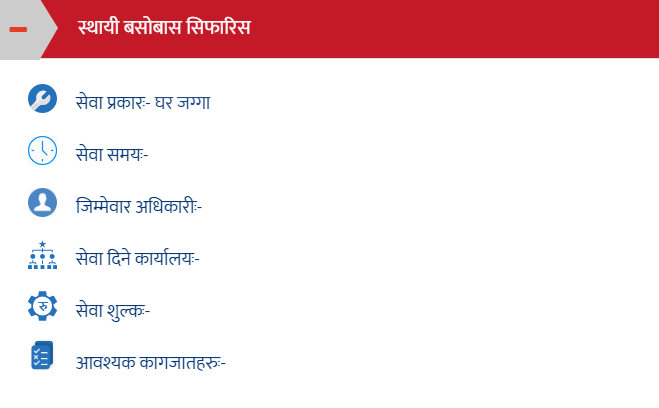 स्थायी बसोबास सिफारिस
सेवा प्रकारः- घर जग्गा
सेवा समयः-
जिम्मेवार अधिकारीः-
सेवा दिने कार्यालयः-
रु
सेवा शुल्कः-
आवश्यक कागजातहरुः-